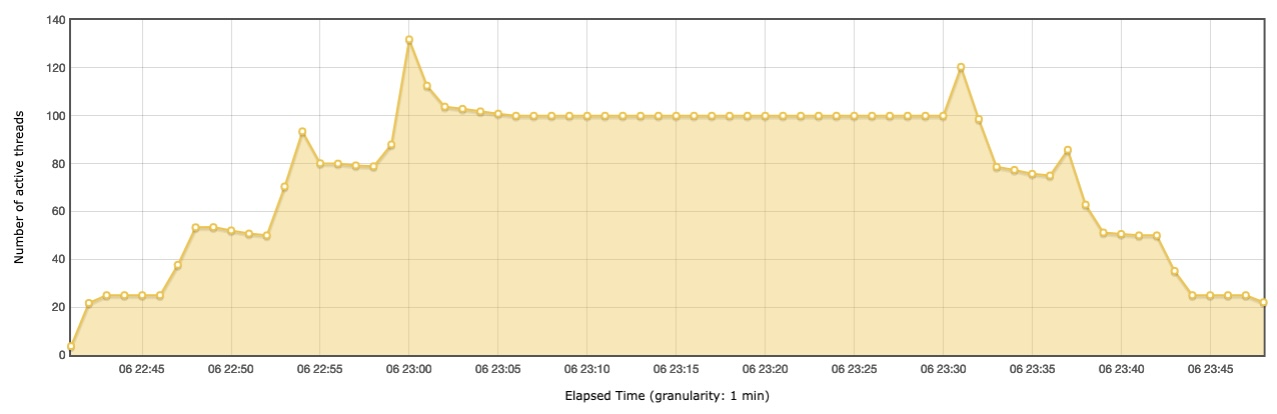 140
120
100
80
60
40
20
0
Number of active threads
06 22:45 06 22:50 06 22:55 06 23:00 06 23:05 06 23:10 06 23:15 06 23:20 06 23:25 06 23:30 06 23:35 06 23:40 06 23:45
Elapsed Time (granularity: 1 min)